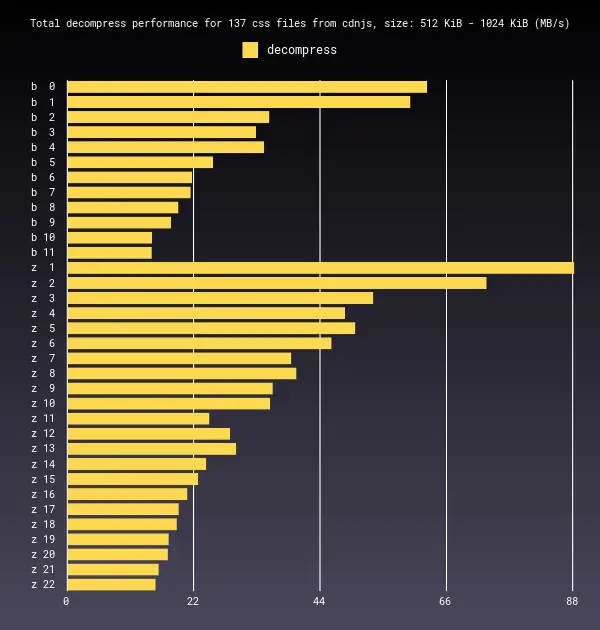 Total decompress performance for 137 css files from cdnjs, size: 512 KiB - 1024 KiB (MB/s)
decompress
b 0
b 1
b 2
b 3
b 4
b 5
b 6
b 7
b 8
b 9
b 10
b 11
z 1
z 2
z 3
z 4
z 5
z 6
z 7
z 8
z 9
z 10
z 11
z 12
z 13
z 14
z 15
z 16
z 17
z 18
z 19
z 20
z 21
z 22
0 22 44 66 88